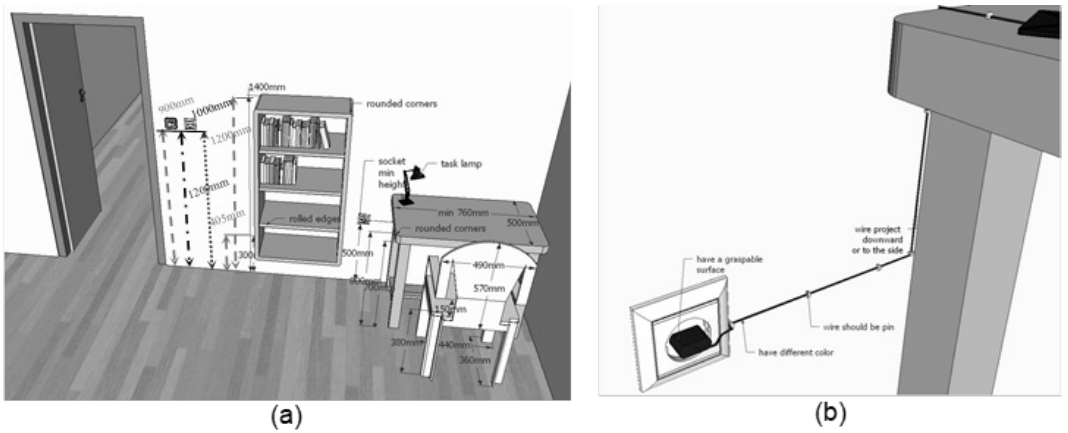 1400mm
rounded corners
900mm
1000mm
1200mm
socket
min
height
task lamp
1200mm
min 760mm
500mm
405mm
rolled edges
rounded corners
300
500mm
490mm
570mm
150mm
380mm
440mm
360mm
(a)
wire project
downward
or to the side
have a graspable
surface
wire should be pin
have different color
(b)